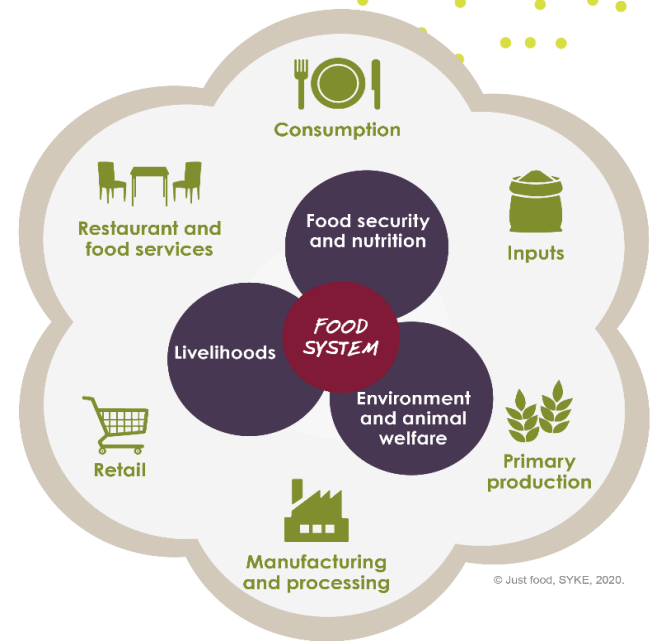 Consumption
Restaurant and
food services
Food security
and nutrition
Inputs
FOOD
SYSTEM
Livelihoods
Environment
and animal
welfare
Retail
Primary
production
Manufacturing
and processing
© Just food, SYKE, 2020.